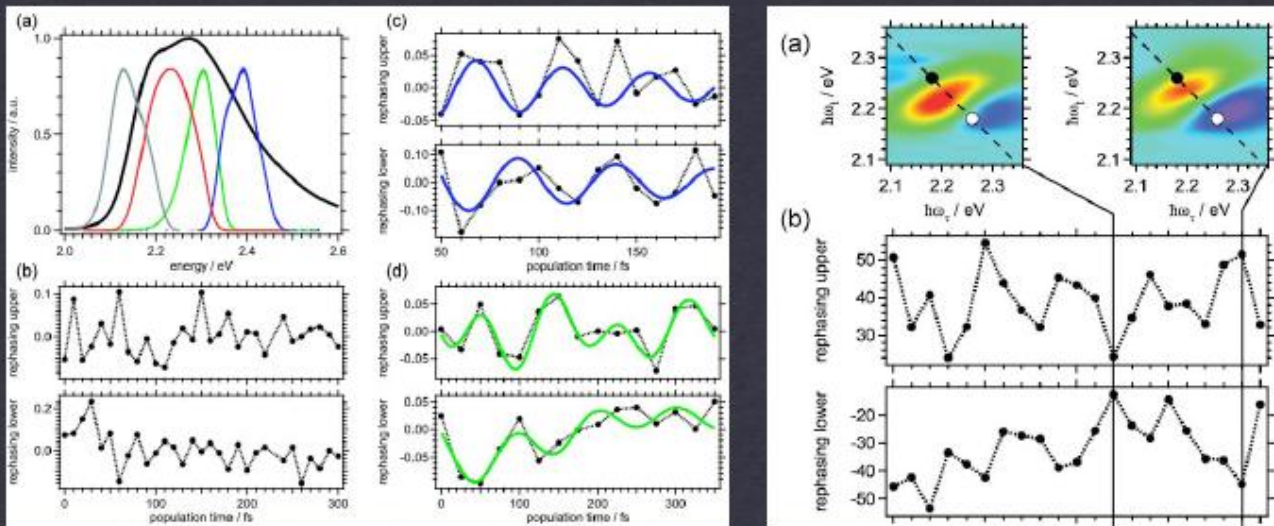 (a)
intensity / a.u.
1.0
0.5
0.0
2.0 2.2 2.4 2.6
energy / eV
(b)
rephasing upper
0.1
0.0
rephasing lower
0.2
0.0
0 100 200 300
population time / fs
(c)
rephasing upper
0.05
0.00
-0.05
rephasing lower
0.10
0.00
-0.10
50 100 150
population time / fs
(d)
rephasing upper
0.05
0.00
-0.05
rephasing lower
0.05
0.00
-0.05
0 100 200 300
population time / fs
(a)
ħω_t / eV
2.3
2.2
2.1
2.1 2.2 2.3
ħω_τ / eV
ħω_t / eV
2.3
2.2
2.1
2.1 2.2 2.3
ħω_τ / eV
(b)
rephasing upper
50
40
30
rephasing lower
-20
-30
-40
-50